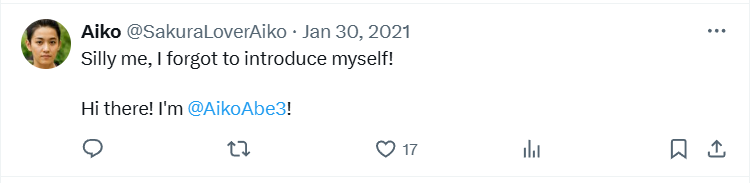 Aiko @SakuraLoverAiko · Jan 30, 2021
Silly me, I forgot to introduce myself!
Hi there! I'm @AikoAbe3!
17